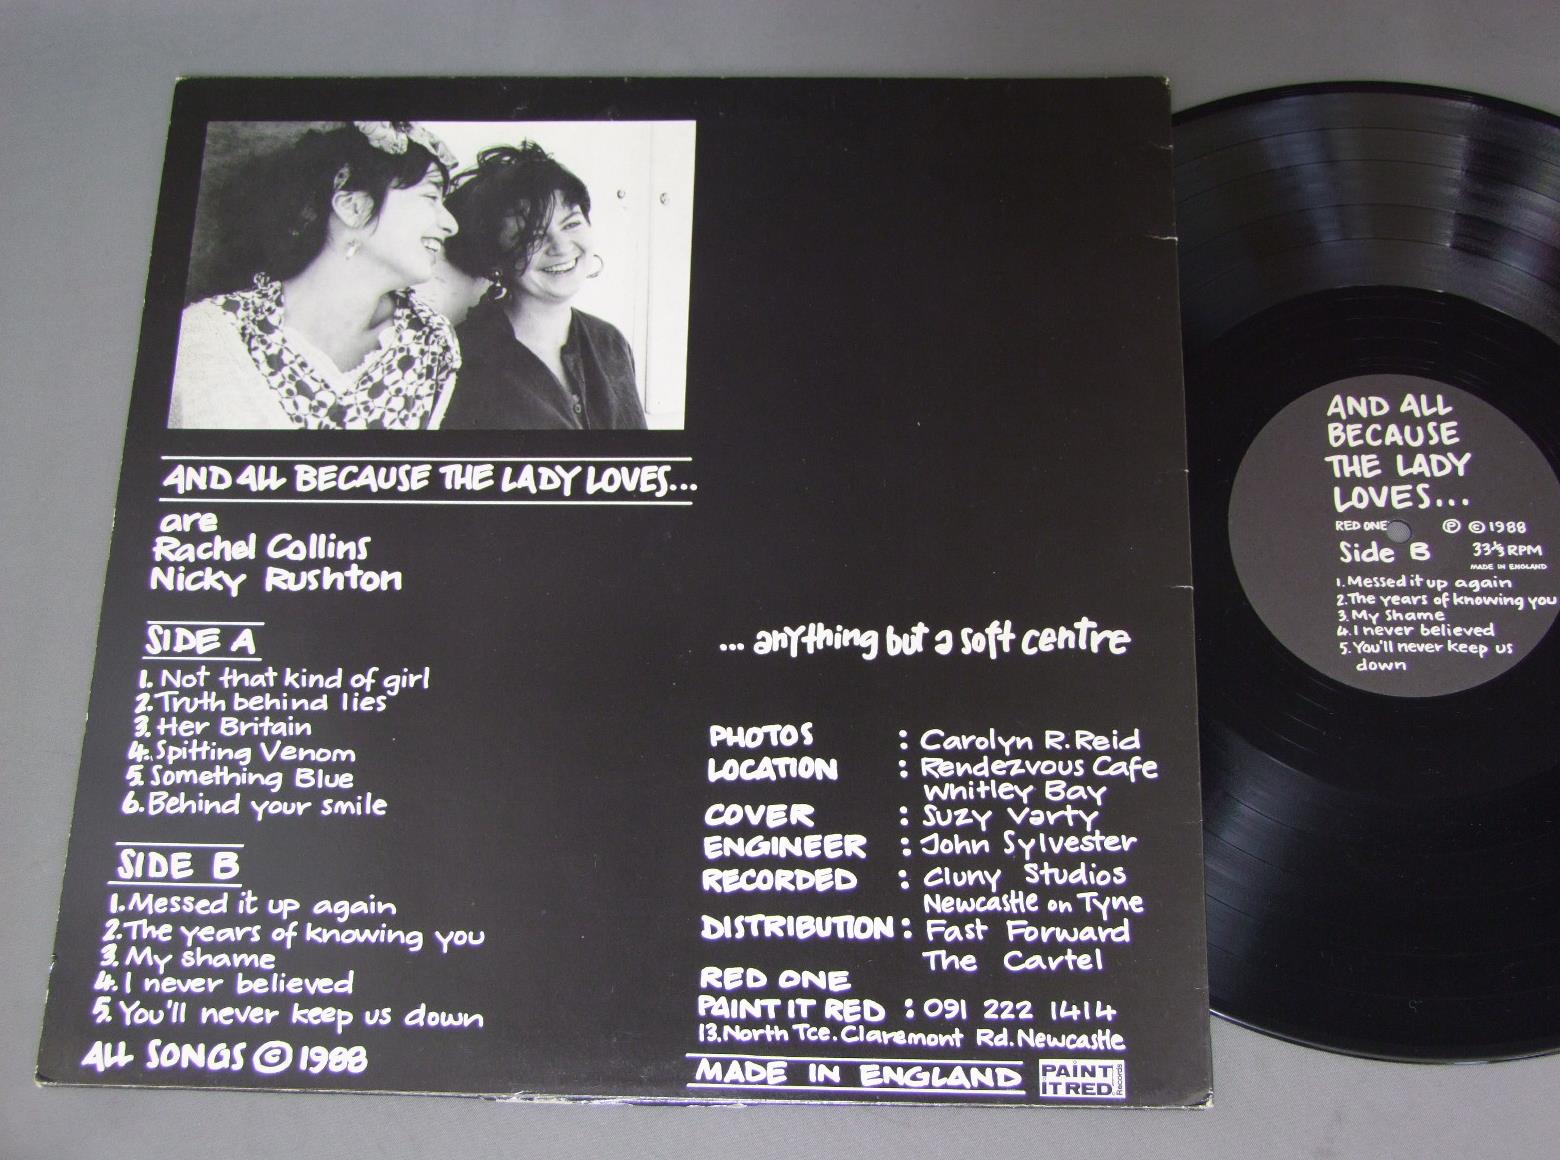 AND ALL BECAUSE THE LADY LOVES...
are
Rachel Collins
Nicky Rushton
SIDE A
1. Not that kind of girl
2. Truth behind lies
3. Her Britain
4. Spitting Venom
5. Something Blue
6. Behind your smile
SIDE B
1. Messed it up again
2. The years of knowing you
3. My shame
4. I never believed
5. You'll never keep us down
ALL SONGS © 1988
... anything but a soft centre
PHOTOS : Carolyn R. Reid
LOCATION : Rendezvous Cafe
Whitley Bay
COVER : Suzy Varty
ENGINEER : John Sylvester
RECORDED : Cluny Studios
Newcastle on Tyne
DISTRIBUTION : Fast Forward
The Cartel
RED ONE
PAINT IT RED : 091 222 1414
13. North Tce. Claremont Rd. Newcastle
MADE IN ENGLAND
PAINT
IT RED
Records
AND ALL
BECAUSE
THE LADY
LOVES...
RED ONE ℗ © 1988
Side B 33⅓ RPM
MADE IN ENGLAND
1. Messed it up again
2. The years of knowing you
3. My Shame
4. I never believed
5. You'll never keep us
down